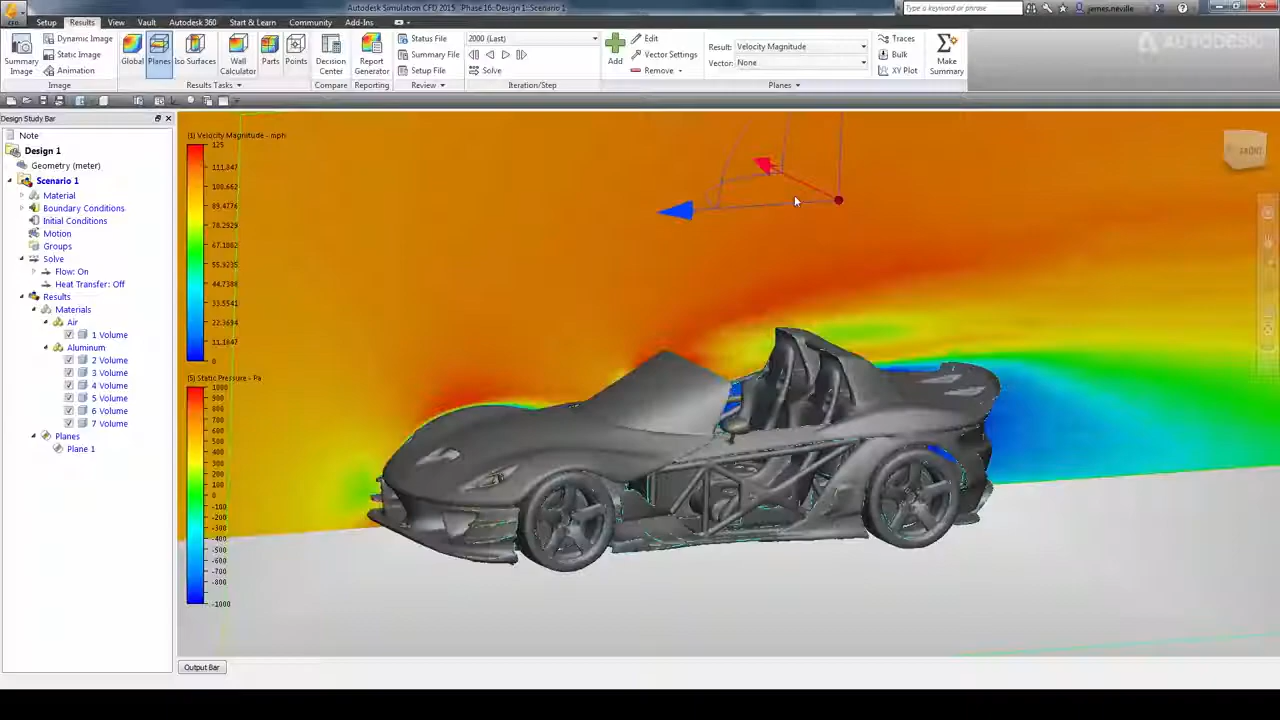 Autodesk Simulation CFD 2015 Phase16: Design 1: Scenario 1
Type a keyword or phrase
james.neville
Setup Results View Vault Autodesk 360 Start & Learn Community Add-Ins
Summary Image
Dynamic Image
Static Image
Animation
Image
Global
Planes
Iso Surfaces
Wall Calculator
Parts
Points
Results Tasks
Decision Center
Compare
Report Generator
Reporting
Status File
Summary File
Setup File
Review
2000 (Last)
Solve
Iteration/Step
Add
Edit
Vector Settings
Remove
Result: Velocity Magnitude
Vector: None
Planes
Traces
Bulk
XY Plot
Make Summary
AUTODESK
Design Study Bar
Note
Design 1
Geometry (meter)
Scenario 1
Material
Boundary Conditions
Initial Conditions
Motion
Groups
Solve
Flow: On
Heat Transfer: Off
Results
Materials
Air
1 Volume
Aluminum
2 Volume
3 Volume
4 Volume
5 Volume
6 Volume
7 Volume
Planes
Plane 1
(1) Velocity Magnitude - mph
125
111.847
100.662
78.2929
67.1082
55.9235
44.7388
33.5541
22.3694
11.1847
0
(5) Static Pressure - Pa
1000
900
800
700
600
500
400
300
200
100
0
-100
-200
-300
-400
-500
-600
-700
-800
-1000
FRONT
Output Bar